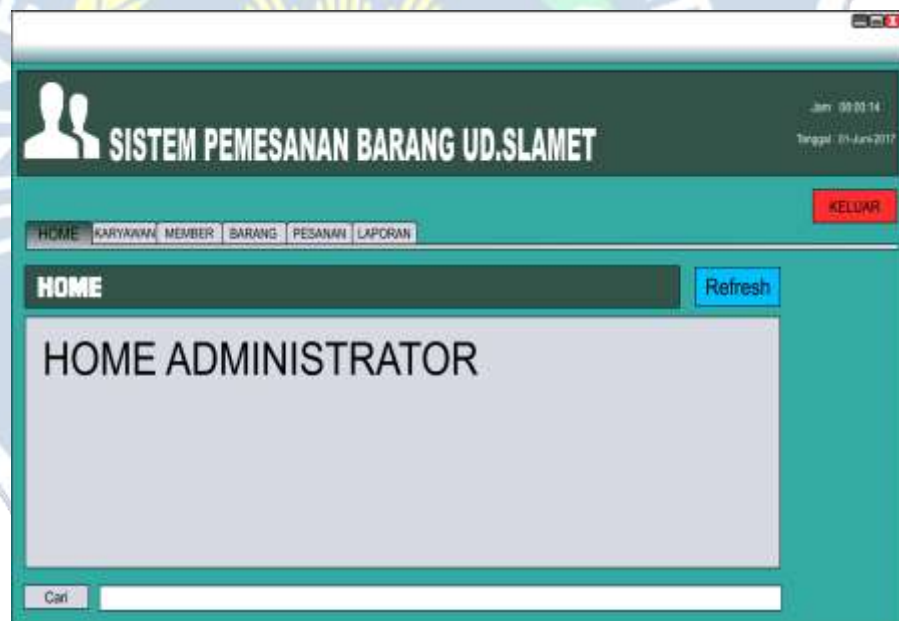 X
Jam 08:00:14
SISTEM PEMESANAN BARANG UD.SLAMET
Tanggal 01-Juni-2017
KELUAR
HOME KARYAWAN MEMBER BARANG PESANAN LAPORAN
HOME
Refresh
HOME ADMINISTRATOR
Cari